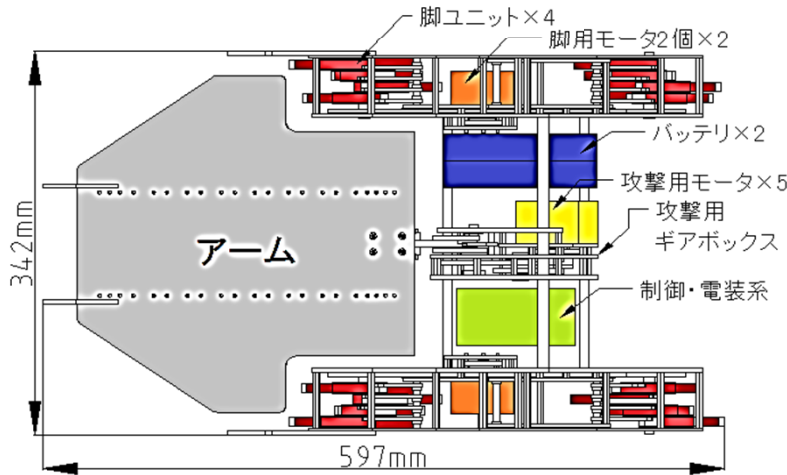 脚ユニット×4
脚用モータ2個×2
バッテリ×2
攻撃用モータ×5
攻撃用
ギアボックス
アーム
制御・電装系
342mm
597mm